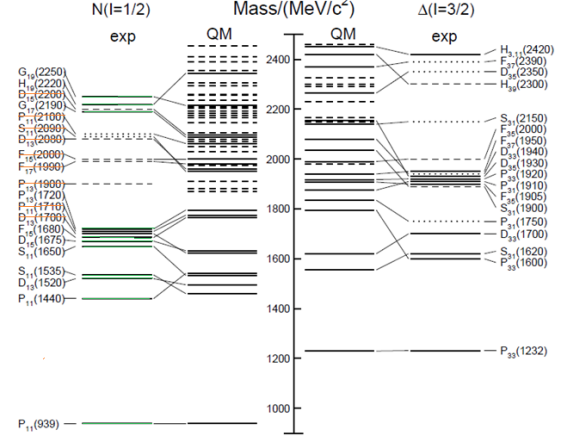 N(I=1/2) Mass/(MeV/c²) Δ(I=3/2)
exp QM QM exp
G₁₉(2250)
H₁₉(2220)
D₁₅(2200)
G₁₇(2190)
P₁₁(2100)
S₁₁(2090)
D₁₃(2080)
F₁₅(2000)
F₁₇(1990)
P₁₃(1900)
P₁₃(1720)
P₁₁(1710)
D₁₃(1700)
F₁₅(1680)
D₁₅(1675)
S₁₁(1650)
S₁₁(1535)
D₁₃(1520)
P₁₁(1440)
P₁₁(939)
2400
2200
2000
1800
1600
1400
1200
1000
H₃,₁₁(2420)
F₃₇(2390)
D₃₅(2350)
H₃₉(2300)
S₃₁(2150)
F₃₅(2000)
F₃₇(1950)
D₃₃(1940)
D₃₅(1930)
P₃₃(1920)
P₃₁(1910)
F₃₅(1905)
S₃₁(1900)
P₃₁(1750)
D₃₃(1700)
S₃₁(1620)
P₃₃(1600)
P₃₃(1232)